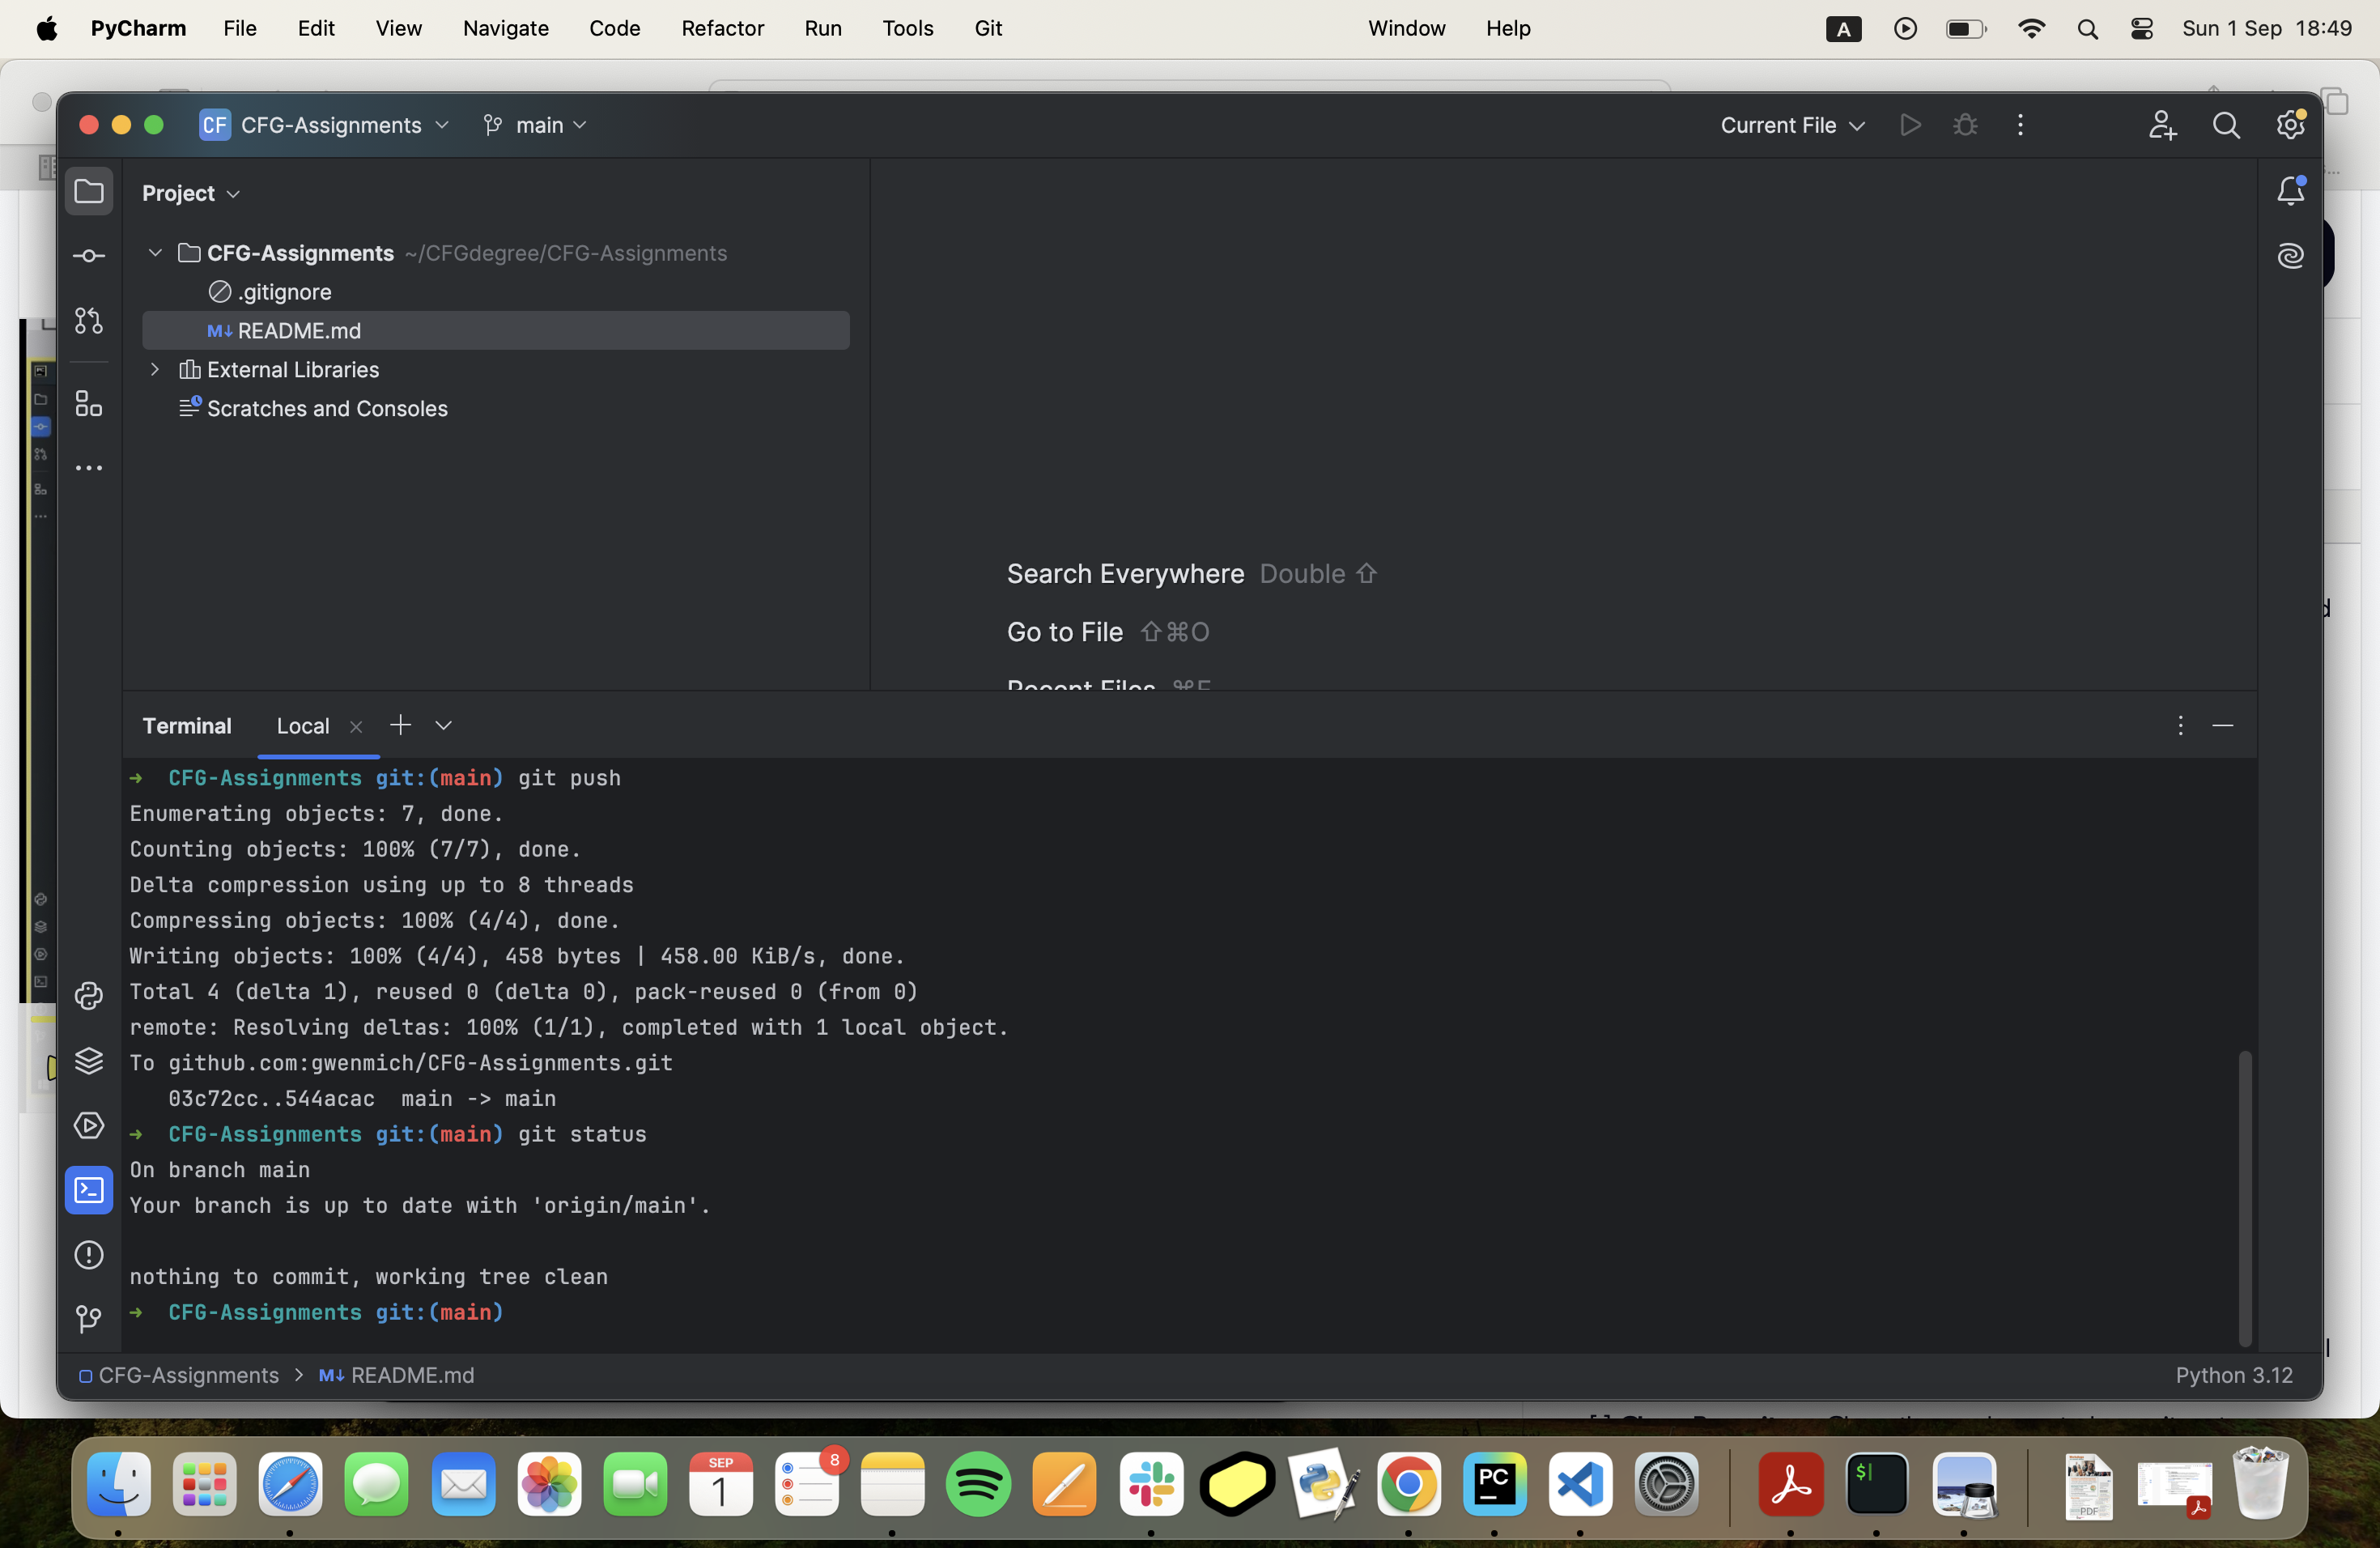 PyCharm File Edit View Navigate Code Refactor Run Tools Git Window Help A Sun 1 Sep 18:49
CF CFG-Assignments main Current File
Project
CFG-Assignments ~/CFGdegree/CFG-Assignments
.gitignore
M↓ README.md
External Libraries
Scratches and Consoles
Search Everywhere Double ⇧
Go to File ⇧⌘O
Recent Files ⌘E
Terminal Local
→ CFG-Assignments git:(main) git push
Enumerating objects: 7, done.
Counting objects: 100% (7/7), done.
Delta compression using up to 8 threads
Compressing objects: 100% (4/4), done.
Writing objects: 100% (4/4), 458 bytes | 458.00 KiB/s, done.
Total 4 (delta 1), reused 0 (delta 0), pack-reused 0 (from 0)
remote: Resolving deltas: 100% (1/1), completed with 1 local object.
To github.com:gwenmich/CFG-Assignments.git
03c72cc..544acac main -> main
→ CFG-Assignments git:(main) git status
On branch main
Your branch is up to date with 'origin/main'.
nothing to commit, working tree clean
→ CFG-Assignments git:(main)
CFG-Assignments > M↓ README.md Python 3.12
SEP
1
8
PC
$
PDF